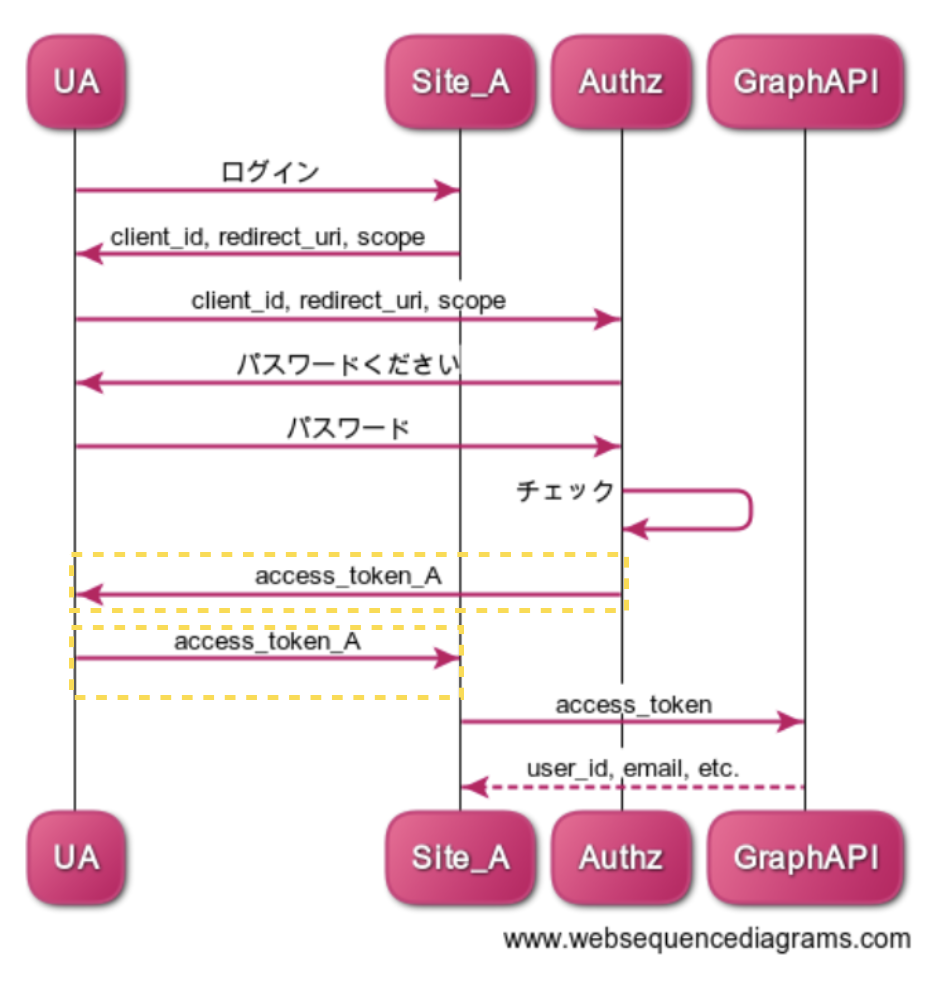 UA
Site_A
Authz
GraphAPI
ログイン
client_id, redirect_uri, scope
client_id, redirect_uri, scope
パスワードください
パスワード
チェック
access_token_A
access_token_A
access_token
user_id, email, etc.
UA
Site_A
Authz
GraphAPI
www.websequencediagrams.com